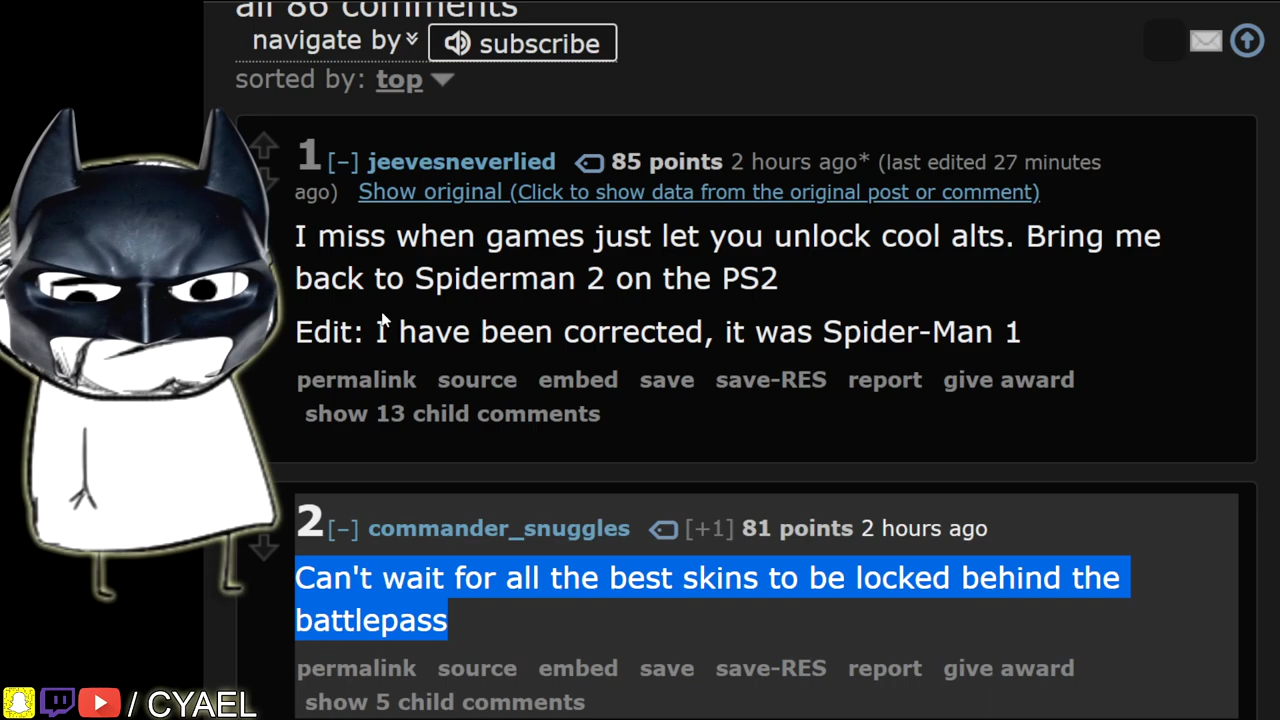 all 86 comments
navigate by subscribe
sorted by: top
1 [–] jeevesneverlied 85 points 2 hours ago* (last edited 27 minutes
ago) Show original (Click to show data from the original post or comment)
I miss when games just let you unlock cool alts. Bring me
back to Spiderman 2 on the PS2
Edit: I have been corrected, it was Spider-Man 1
permalink source embed save save-RES report give award
show 13 child comments
2 [–] commander_snuggles [+1] 81 points 2 hours ago
Can't wait for all the best skins to be locked behind the
battlepass
permalink source embed save save-RES report give award
show 5 child comments
/ CYAEL